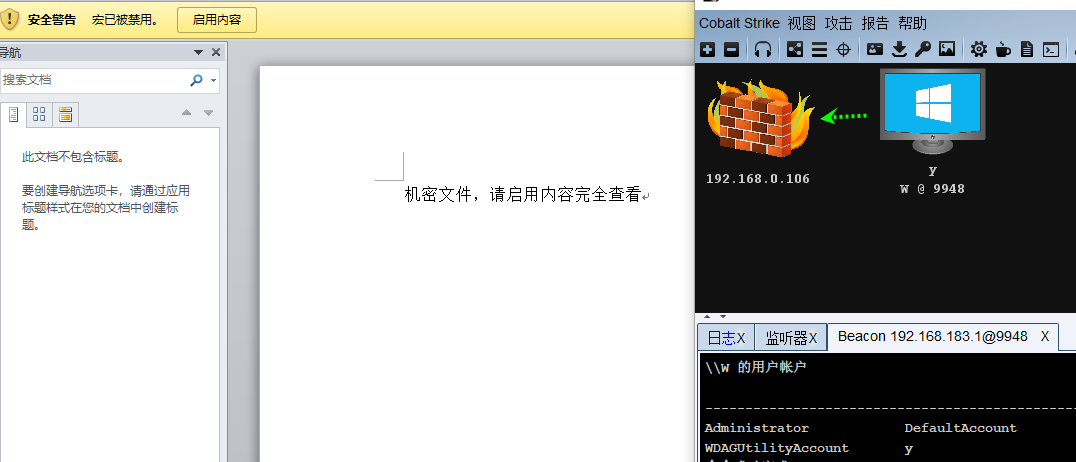 安全警告 宏已被禁用。 启用内容
导航
搜索文档
此文档不包含标题。
要创建导航选项卡，请通过应用
标题样式在您的文档中创建标
题。
机密文件，请启用内容完全查看
Cobalt Strike 视图 攻击 报告 帮助
192.168.0.106
y
W @ 9948
日志X 监听器X Beacon 192.168.183.1@9948 X
\\W 的用户帐户
-------------------------------------------------
Administrator DefaultAccount
WDAGUtilityAccount y